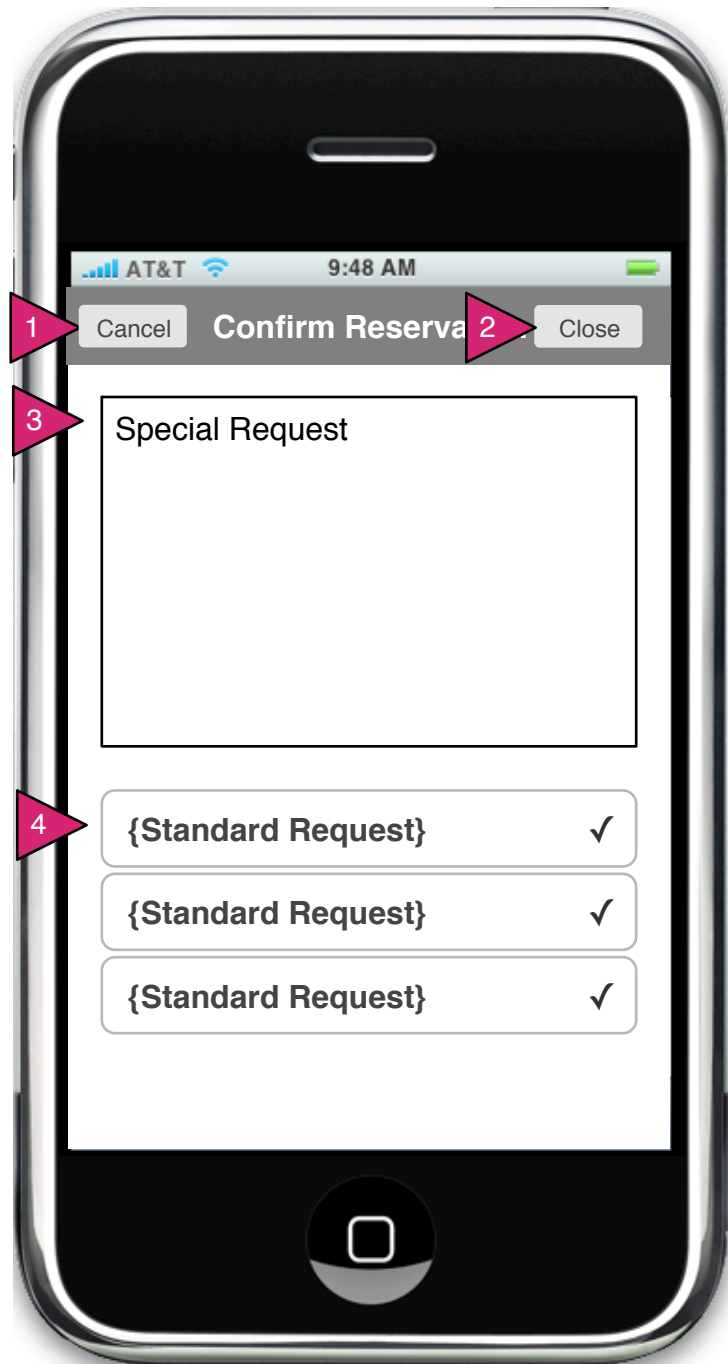 AT&T 9:48 AM
1 Cancel Confirm Reserva 2 Close
3 Special Request
4 {Standard Request} ✓
{Standard Request} ✓
{Standard Request} ✓